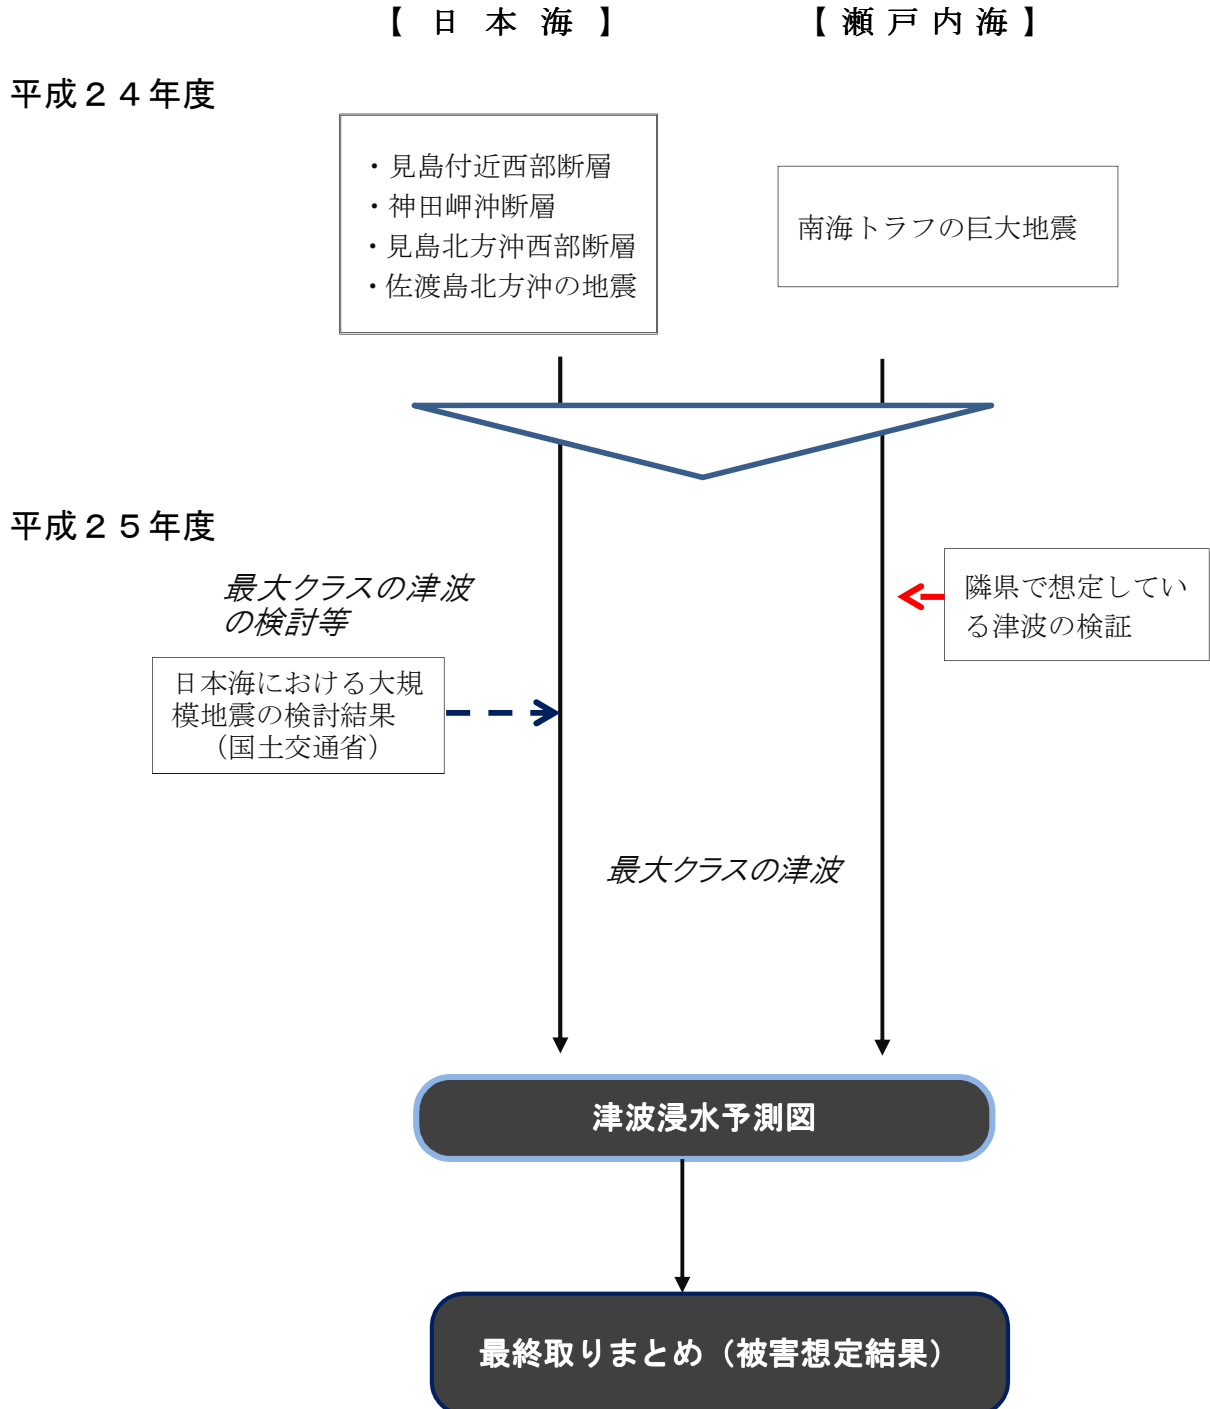 【日本海】
【瀬戸内海】
平成２４年度
・見島付近西部断層
・神田岬沖断層
・見島北方沖西部断層
・佐渡島北方沖の地震
南海トラフの巨大地震
平成２５年度
最大クラスの津波
の検討等
日本海における大規
模地震の検討結果
（国土交通省）
隣県で想定してい
る津波の検証
最大クラスの津波
津波浸水予測図
最終取りまとめ（被害想定結果）